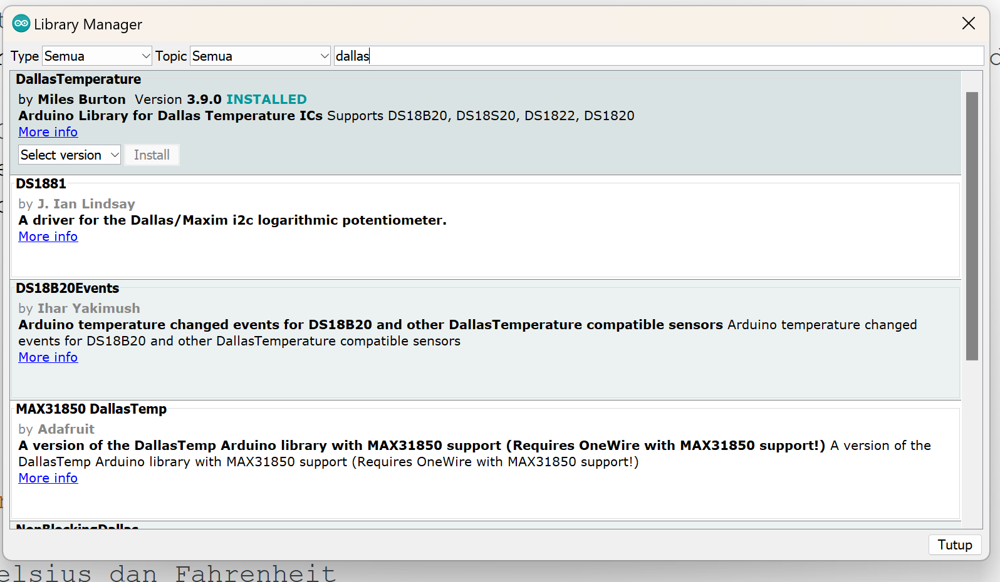 Library Manager
Type Semua Topic Semua dallas
DallasTemperature
by Miles Burton Version 3.9.0 INSTALLED
Arduino Library for Dallas Temperature ICs Supports DS18B20, DS18S20, DS1822, DS1820
More info
Select version Install
DS1881
by J. Ian Lindsay
A driver for the Dallas/Maxim i2c logarithmic potentiometer.
More info
DS18B20Events
by Ihar Yakimush
Arduino temperature changed events for DS18B20 and other DallasTemperature compatible sensors Arduino temperature changed
events for DS18B20 and other DallasTemperature compatible sensors
More info
MAX31850 DallasTemp
by Adafruit
A version of the DallasTemp Arduino library with MAX31850 support (Requires OneWire with MAX31850 support!) A version of the
DallasTemp Arduino library with MAX31850 support (Requires OneWire with MAX31850 support!)
More info
NonBlockingDallas
Tutup
elsius dan Fahrenheit